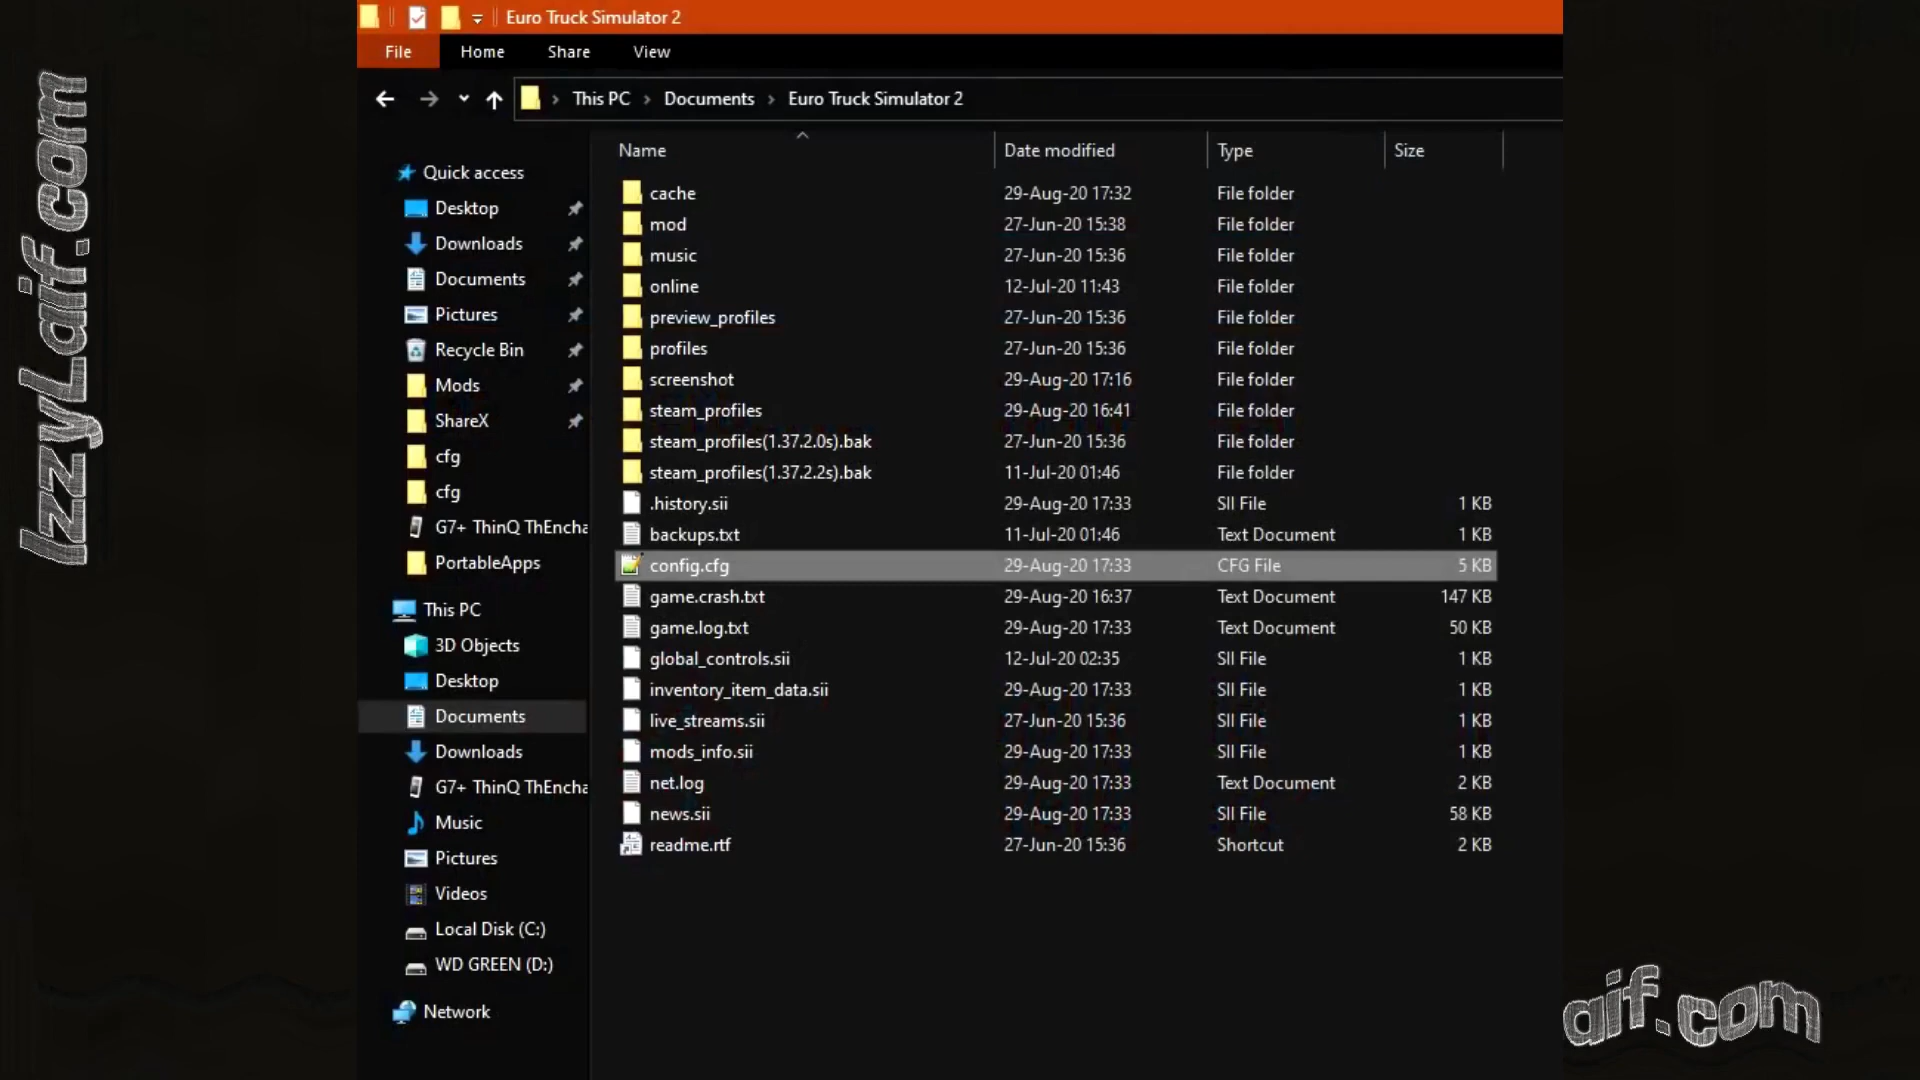 IzzyLaif.com
Euro Truck Simulator 2
File Home Share View
This PC Documents Euro Truck Simulator 2
Name Date modified Type Size
Quick access
Desktop
Downloads
Documents
Pictures
Recycle Bin
Mods
ShareX
cfg
cfg
G7+ ThinQ ThEncha
PortableApps
This PC
3D Objects
Desktop
Documents
Downloads
G7+ ThinQ ThEncha
Music
Pictures
Videos
Local Disk (C:)
WD GREEN (D:)
Network
cache 29-Aug-20 17:32 File folder
mod 27-Jun-20 15:38 File folder
music 27-Jun-20 15:36 File folder
online 12-Jul-20 11:43 File folder
preview_profiles 27-Jun-20 15:36 File folder
profiles 27-Jun-20 15:36 File folder
screenshot 29-Aug-20 17:16 File folder
steam_profiles 29-Aug-20 16:41 File folder
steam_profiles(1.37.2.0s).bak 27-Jun-20 15:36 File folder
steam_profiles(1.37.2.2s).bak 11-Jul-20 01:46 File folder
.history.sii 29-Aug-20 17:33 SII File 1 KB
backups.txt 11-Jul-20 01:46 Text Document 1 KB
config.cfg 29-Aug-20 17:33 CFG File 5 KB
game.crash.txt 29-Aug-20 16:37 Text Document 147 KB
game.log.txt 29-Aug-20 17:33 Text Document 50 KB
global_controls.sii 12-Jul-20 02:35 SII File 1 KB
inventory_item_data.sii 29-Aug-20 17:33 SII File 1 KB
live_streams.sii 27-Jun-20 15:36 SII File 1 KB
mods_info.sii 29-Aug-20 17:33 SII File 1 KB
net.log 29-Aug-20 17:33 Text Document 2 KB
news.sii 29-Aug-20 17:33 SII File 58 KB
readme.rtf 27-Jun-20 15:36 Shortcut 2 KB
aif.com